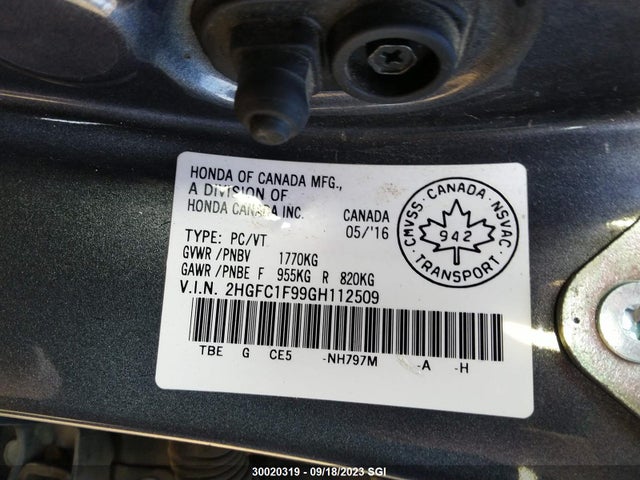 HONDA OF CANADA MFG.,
A DIVISION OF
HONDA CANADA INC.
CANADA
05/'16
TYPE: PC/VT
GVWR/PNBV 1770KG
GAWR/PNBE F 955KG R 820KG
V.I.N. 2HGFC1F99GH112509
TBE G CE5 -NH797M -A -H
CMVSS · CANADA · NSVAC
942
TRANSPORT
30020319 - 09/18/2023 SGI